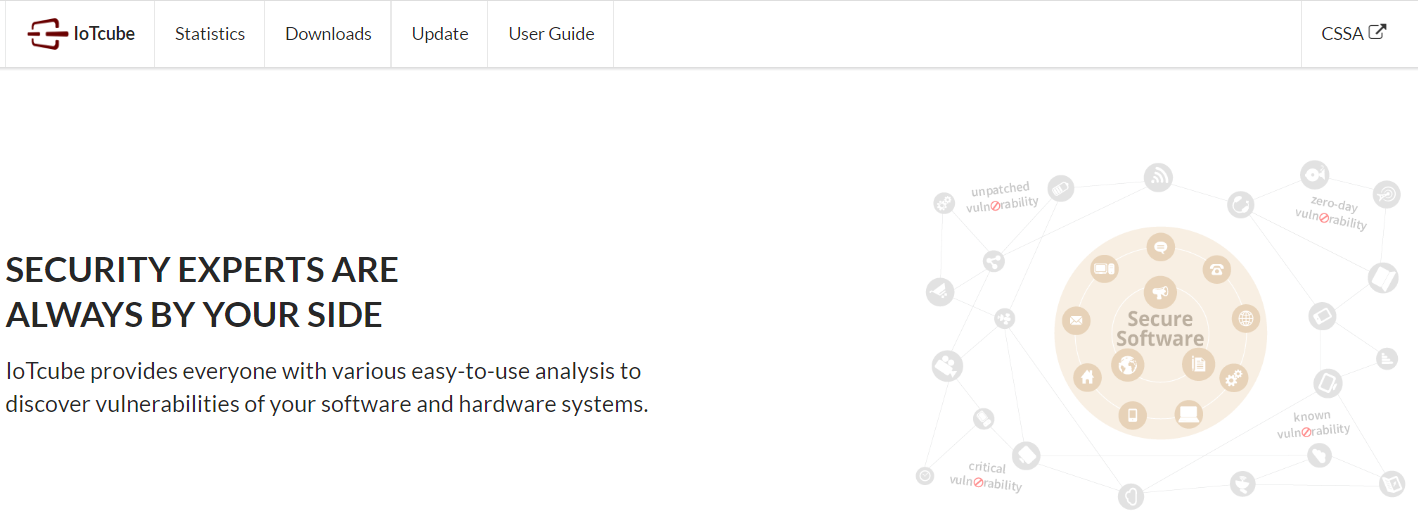 IoTcube
Statistics
Downloads
Update
User Guide
CSSA
SECURITY EXPERTS ARE
ALWAYS BY YOUR SIDE
IoTcube provides everyone with various easy-to-use analysis to
discover vulnerabilities of your software and hardware systems.
unpatched
vulnerability
zero-day
vulnerability
Secure
Software
known
vulnerability
critical
vulnerability